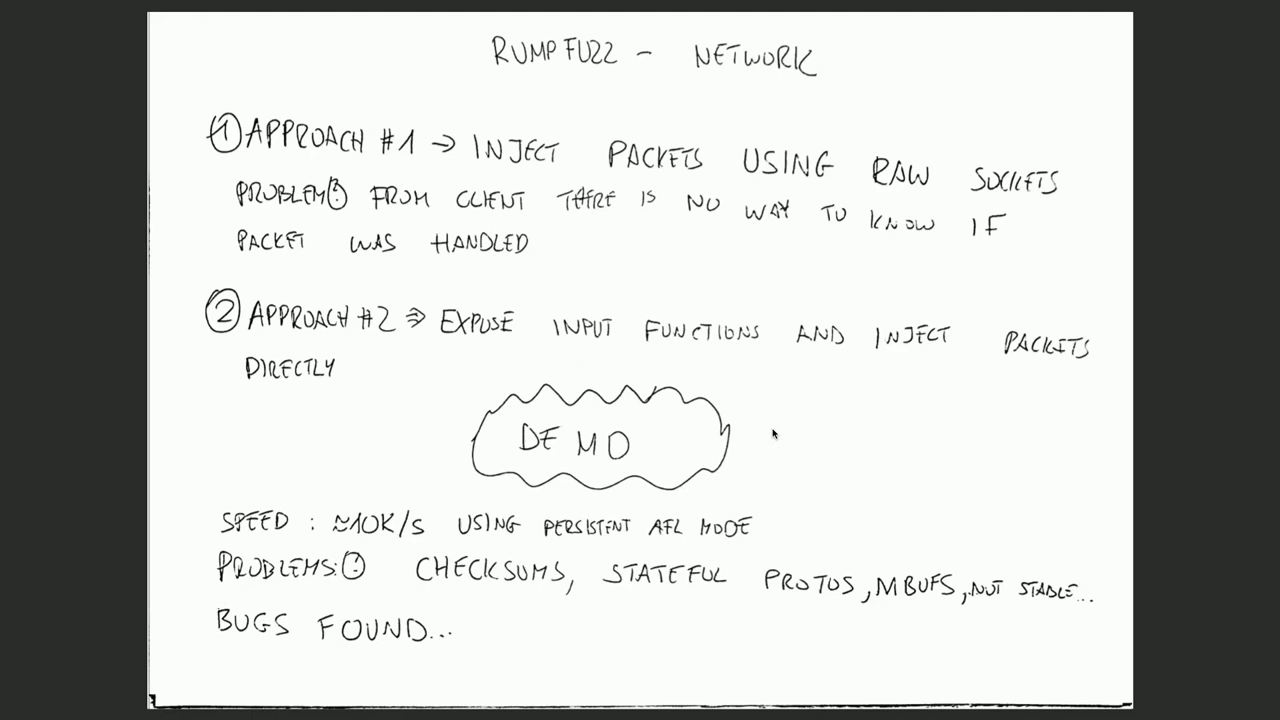 RUMPFUZZ - NETWORK
① APPROACH #1 → INJECT PACKETS USING RAW SOCKETS
PROBLEM: FROM CLIENT THERE IS NO WAY TO KNOW IF
PACKET WAS HANDLED
② APPROACH #2 ⇒ EXPOSE INPUT FUNCTIONS AND INJECT PACKETS
DIRECTLY
DEMO
SPEED : ≈10K/S USING PERSISTENT AFL MODE
PROBLEMS: CHECKSUMS, STATEFUL PROTOS, MBUFS, NOT STABLE...
BUGS FOUND...